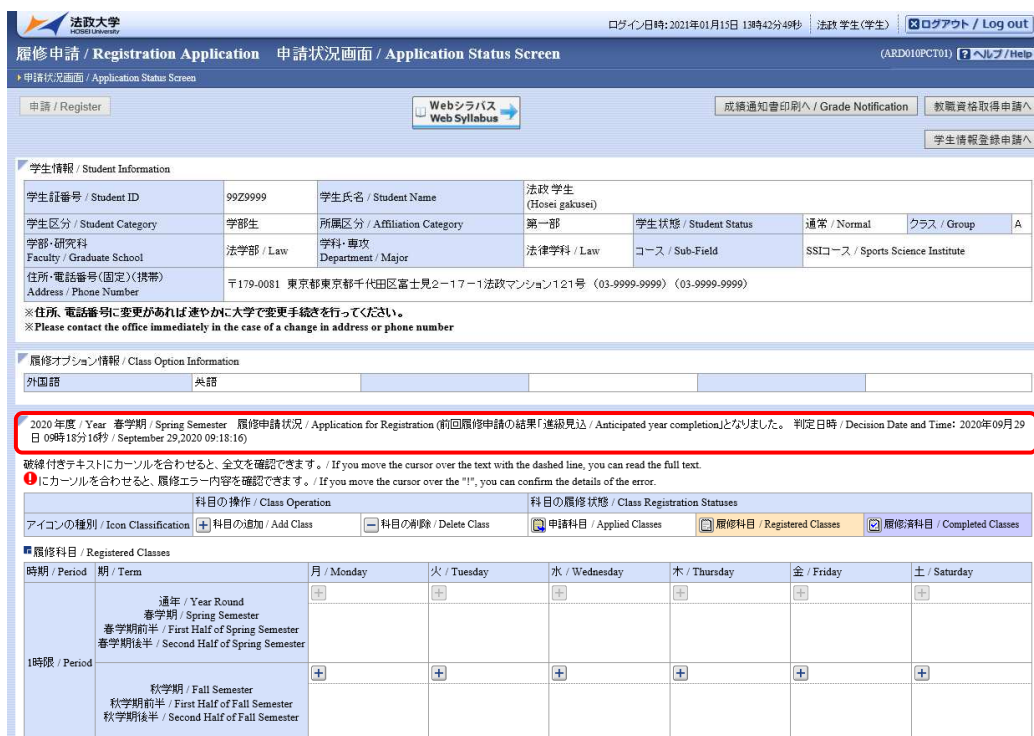 法政大学
HOSEI University
ログイン日時：2021年01月15日 13時42分49秒 法政 学生(学生) ログアウト / Log out
履修申請 / Registration Application 申請状況画面 / Application Status Screen
(ARD010PCT01) ? ヘルプ/Help
申請状況画面 / Application Status Screen
申請 / Register
Webシラバス
Web Syllabus
成績通知書印刷へ / Grade Notification
教職資格取得申請へ
学生情報登録申請へ
学生情報 / Student Information
学生証番号 / Student ID 99Z9999 学生氏名 / Student Name 法政 学生
(Hosei gakusei)
学生区分 / Student Category 学部生 所属区分 / Affiliation Category 第一部 学生状態 / Student Status 通常 / Normal クラス / Group A
学部・研究科
Faculty / Graduate School
法学部 / Law
学科・専攻
Department / Major
法律学科 / Law コース / Sub-Field SSIコース / Sports Science Institute
住所・電話番号(固定)(携帯)
Address / Phone Number
〒179-0081 東京都東京都千代田区富士見２－１７－１法政マンション１２１号 （03-9999-9999）（03-9999-9999）
※住所、電話番号に変更があれば速やかに大学で変更手続きを行ってください。
※Please contact the office immediately in the case of a change in address or phone number
履修オプション情報 / Class Option Information
外国語 英語
2020 年度 / Year 春学期 / Spring Semester 履修申請状況 / Application for Registration (前回履修申請の結果「進級見込 / Anticipated year completion」となりました。 判定日時 / Decision Date and Time： 2020年09月29
日 09時18分16秒 / September 29,2020 09:18:16)
破線付きテキストにカーソルを合わせると、全文を確認できます。/ If you move the cursor over the text with the dashed line, you can read the full text.
!にカーソルを合わせると、履修エラー内容を確認できます。/ If you move the cursor over the "!", you can confirm the details of the error.
科目の操作 / Class Operation 科目の履修状態 / Class Registration Statuses
アイコンの種別 / Icon Classification + 科目の追加 / Add Class － 科目の削除 / Delete Class 申請科目 / Applied Classes 履修科目 / Registered Classes 履修済科目 / Completed Classes
履修科目 / Registered Classes
時期 / Period 期 / Term 月 / Monday 火 / Tuesday 水 / Wednesday 木 / Thursday 金 / Friday 土 / Saturday
1時限 / Period
通年 / Year Round
春学期 / Spring Semester
春学期前半 / First Half of Spring Semester
春学期後半 / Second Half of Spring Semester
+ + + + + +
秋学期 / Fall Semester
秋学期前半 / First Half of Fall Semester
秋学期後半 / Second Half of Fall Semester
+ + + + + +